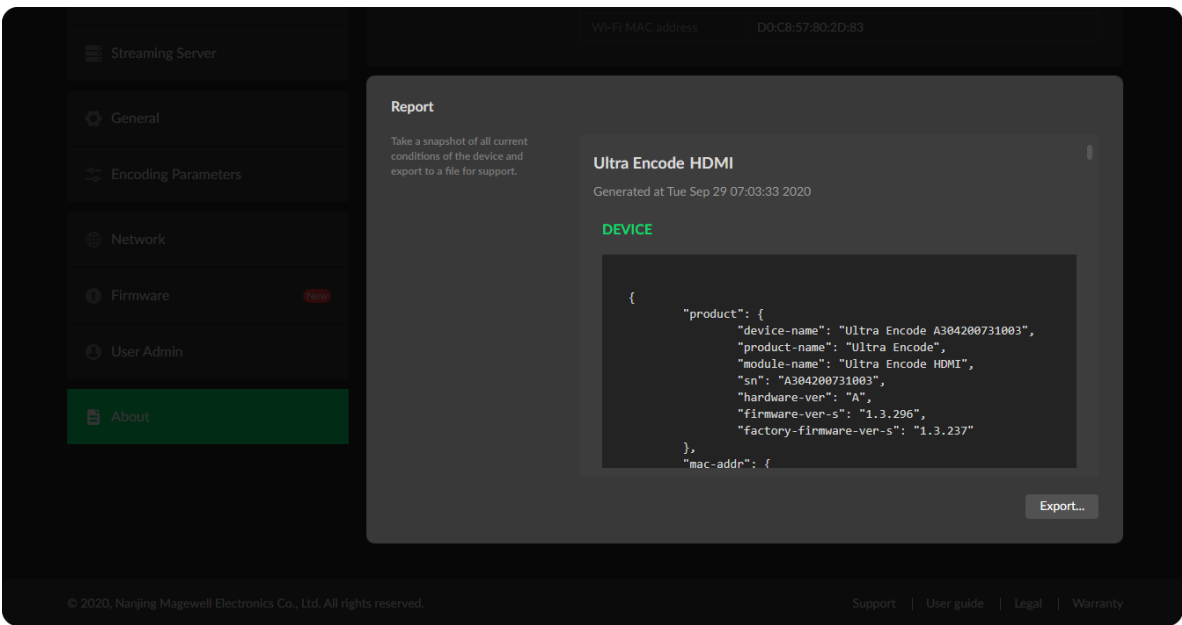 Wi-Fi MAC address D0:C8:57:80:2D:83
Streaming Server
General
Encoding Parameters
Network
Firmware New
User Admin
About
Report
Take a snapshot of all current
conditions of the device and
export to a file for support.
Ultra Encode HDMI
Generated at Tue Sep 29 07:03:33 2020
DEVICE
{
"product": {
"device-name": "Ultra Encode A304200731003",
"product-name": "Ultra Encode",
"module-name": "Ultra Encode HDMI",
"sn": "A304200731003",
"hardware-ver": "A",
"firmware-ver-s": "1.3.296",
"factory-firmware-ver-s": "1.3.237"
},
"mac-addr": {
Export...
© 2020, Nanjing Magewell Electronics Co., Ltd. All rights reserved.
Support | User guide | Legal | Warranty